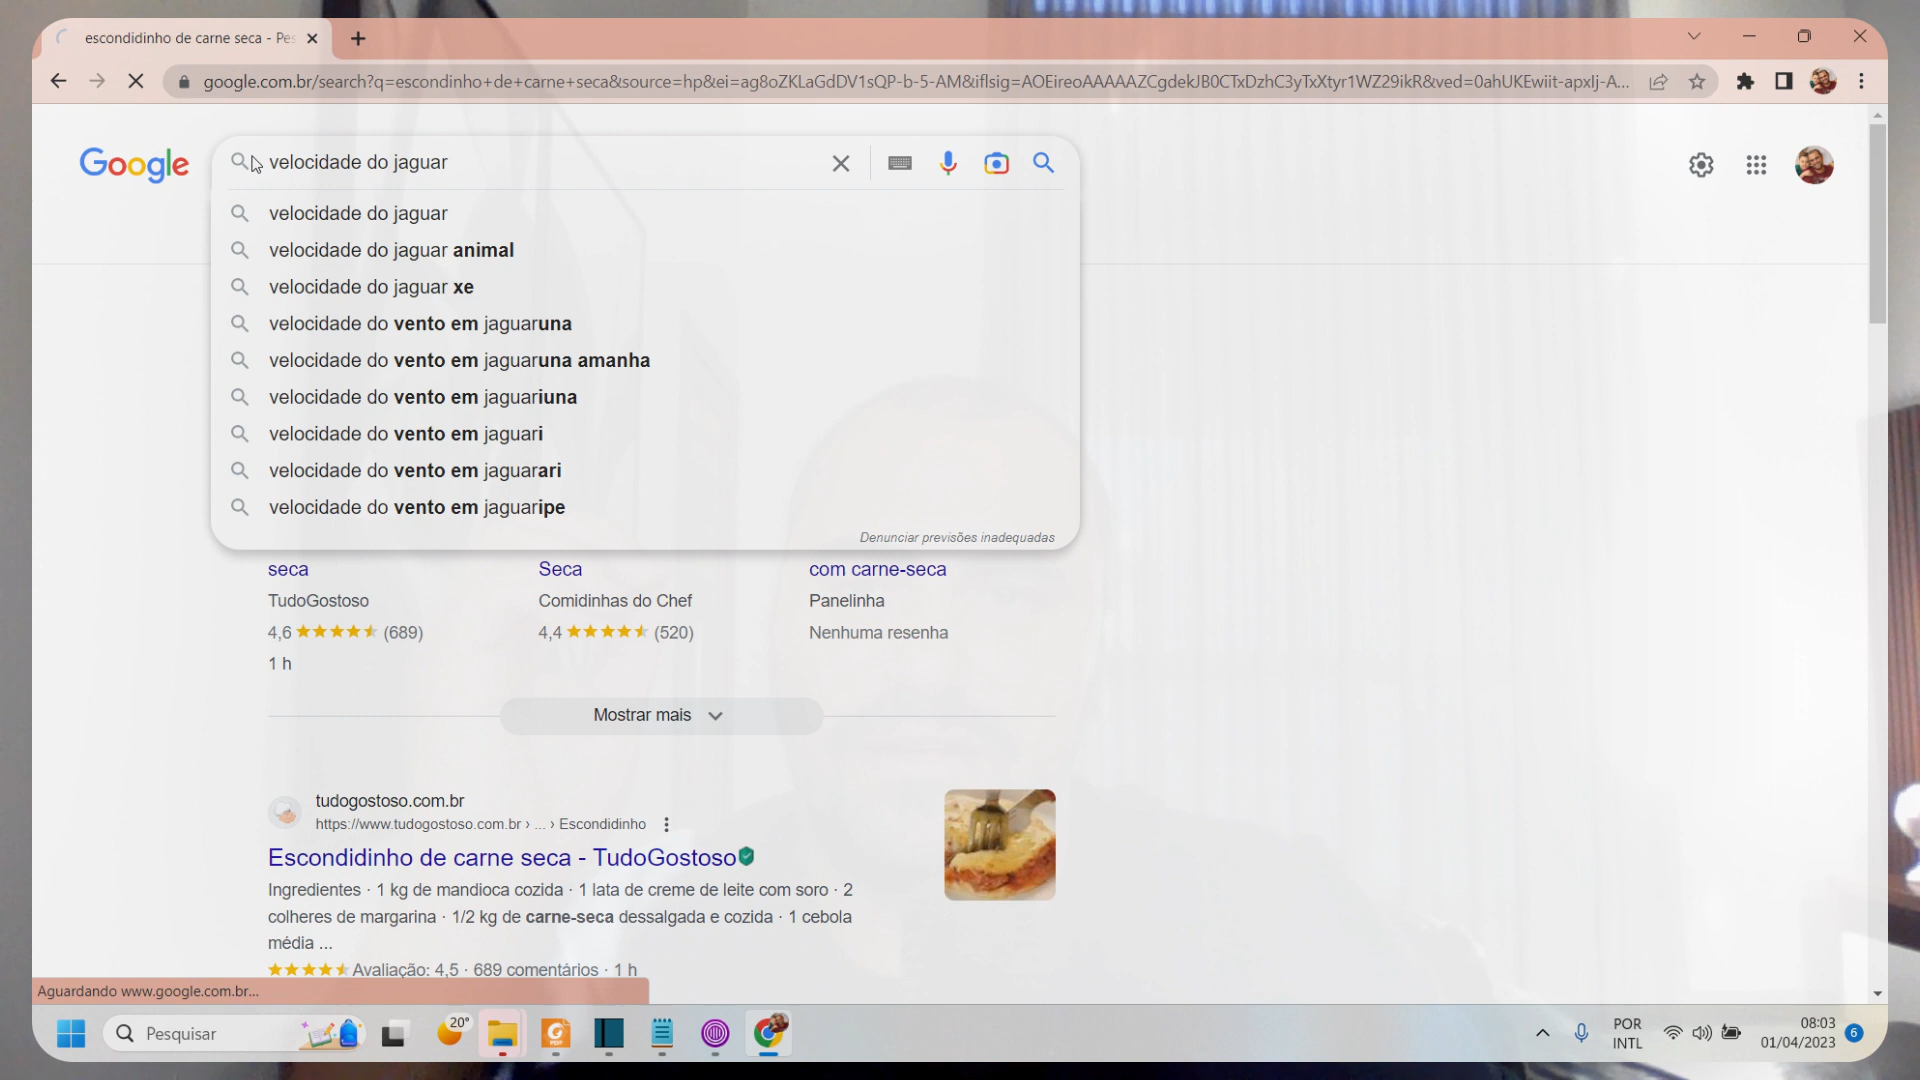 escondidinho de carne seca - Pes
google.com.br/search?q=escondinho+de+carne+seca&source=hp&ei=ag8oZKLaGdDV1sQP-b-5-AM&iflsig=AOEireoAAAAAZCgdekJB0CTxDzhC3yTxXtyr1WZ29ikR&ved=0ahUKEwiit-apxIj-A...
Google
velocidade do jaguar
velocidade do jaguar
velocidade do jaguar animal
velocidade do jaguar xe
velocidade do vento em jaguaruna
velocidade do vento em jaguaruna amanha
velocidade do vento em jaguariuna
velocidade do vento em jaguari
velocidade do vento em jaguarari
velocidade do vento em jaguaripe
Denunciar previsões inadequadas
seca Seca com carne-seca
TudoGostoso Comidinhas do Chef Panelinha
4,6 (689) 4,4 (520) Nenhuma resenha
1 h
Mostrar mais
tudogostoso.com.br
https://www.tudogostoso.com.br › ... › Escondidinho
Escondidinho de carne seca - TudoGostoso
Ingredientes · 1 kg de mandioca cozida · 1 lata de creme de leite com soro · 2
colheres de margarina · 1/2 kg de carne-seca dessalgada e cozida · 1 cebola
média ...
Avaliação: 4,5 · 689 comentários · 1 h
Aguardando www.google.com.br...
Pesquisar
20°
PDF
POR
INTL
08:03
01/04/2023
6